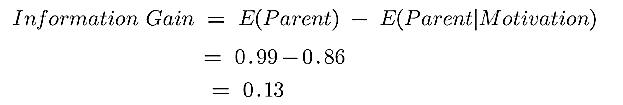 Information Gain = E(Parent) − E(Parent|Motivation)
= 0.99−0.86
= 0.13